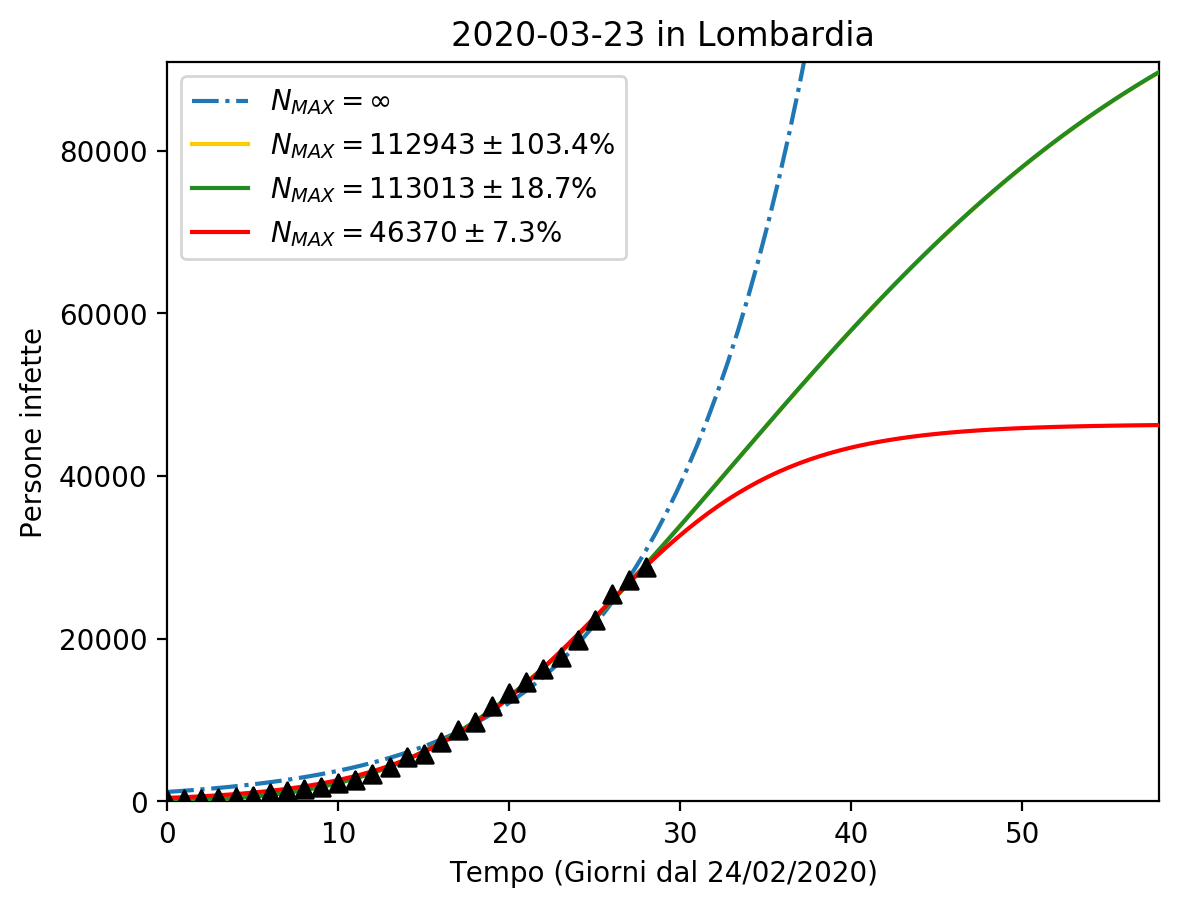 2020-03-23 in Lombardia
N_MAX = ∞
N_MAX = 112943 ± 103.4%
N_MAX = 113013 ± 18.7%
N_MAX = 46370 ± 7.3%
80000
60000
40000
20000
0
Persone infette
0 10 20 30 40 50
Tempo (Giorni dal 24/02/2020)